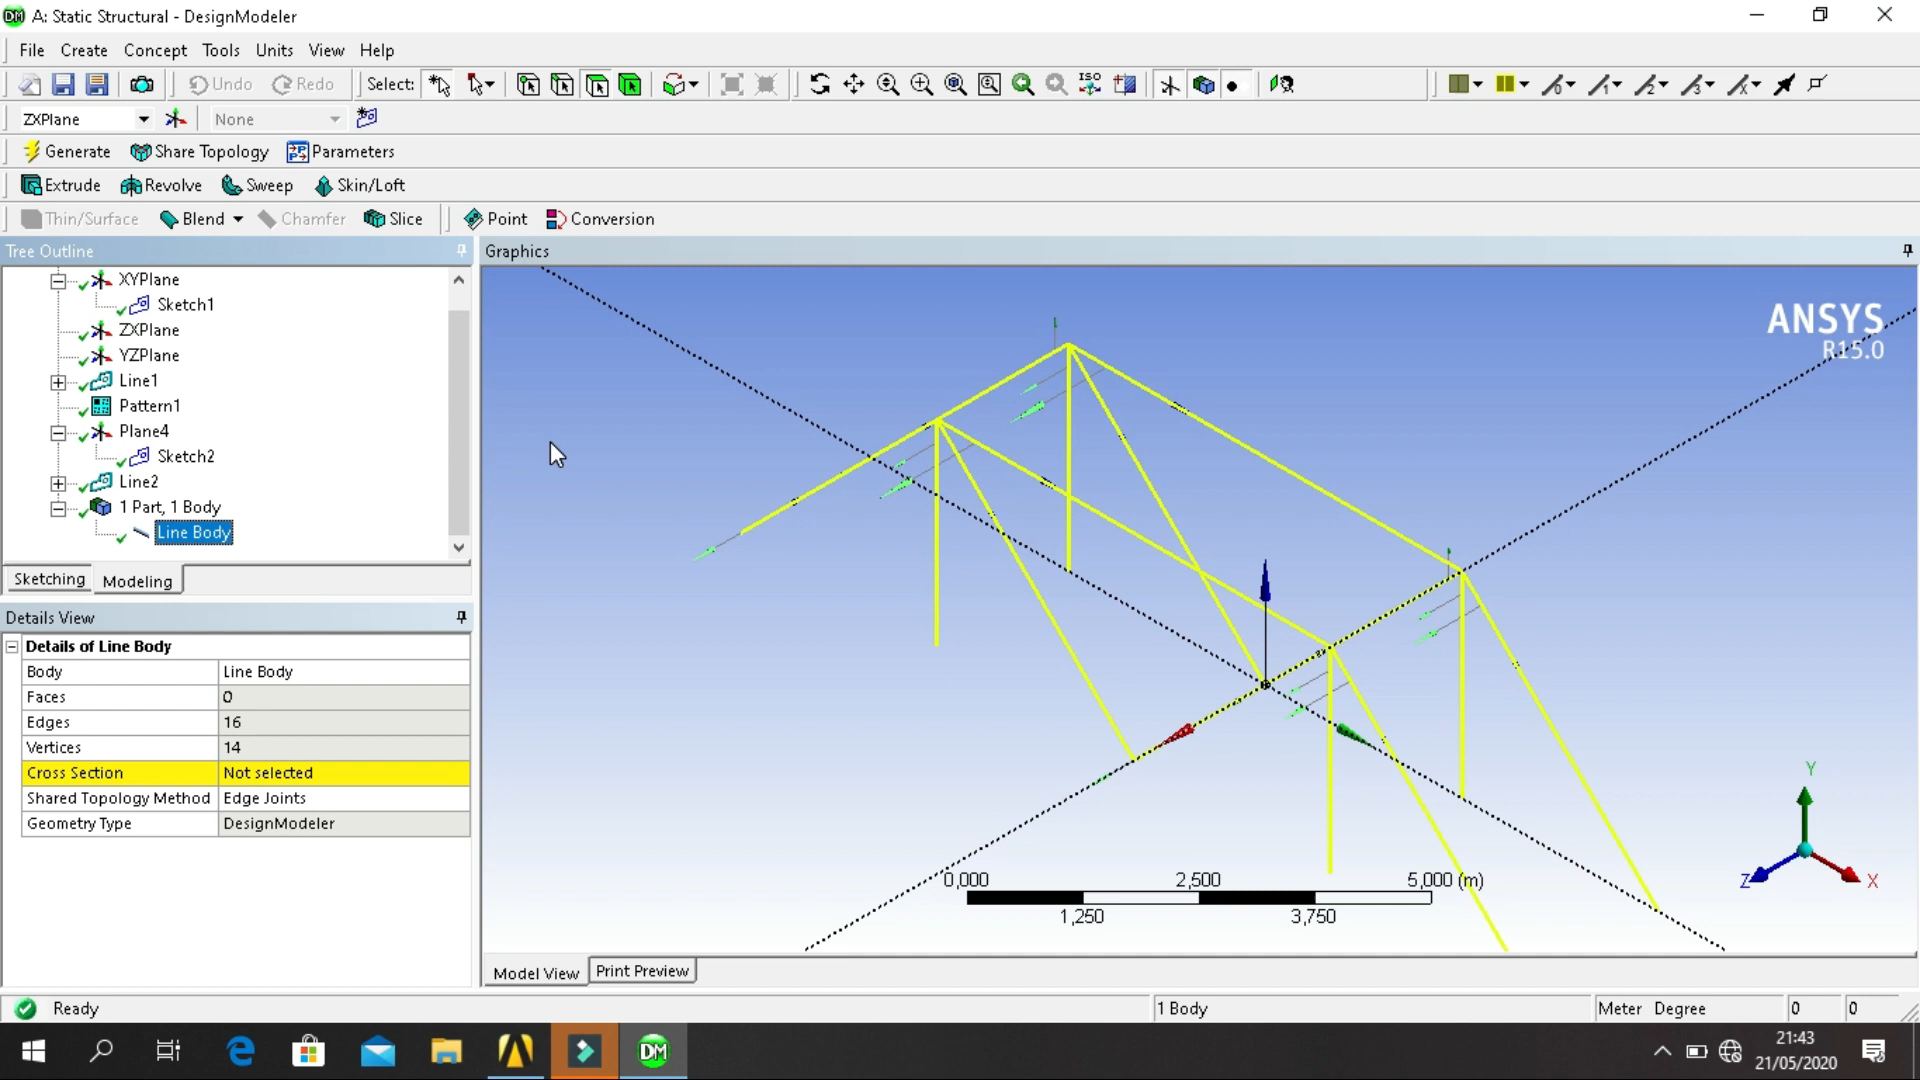 A: Static Structural - DesignModeler
File Create Concept Tools Units View Help
Undo Redo Select: ISO
ZXPlane None
Generate Share Topology Parameters
Extrude Revolve Sweep Skin/Loft
Thin/Surface Blend Chamfer Slice Point Conversion
Tree Outline
XYPlane
Sketch1
ZXPlane
YZPlane
Line1
Pattern1
Plane4
Sketch2
Line2
1 Part, 1 Body
Line Body
Sketching Modeling
Details View
Details of Line Body
Body Line Body
Faces 0
Edges 16
Vertices 14
Cross Section Not selected
Shared Topology Method Edge Joints
Geometry Type DesignModeler
Graphics
ANSYS
R15.0
0,000 2,500 5,000 (m)
1,250 3,750
Y
Z X
Model View Print Preview
Ready 1 Body Meter Degree 0 0
DM
21:43
21/05/2020